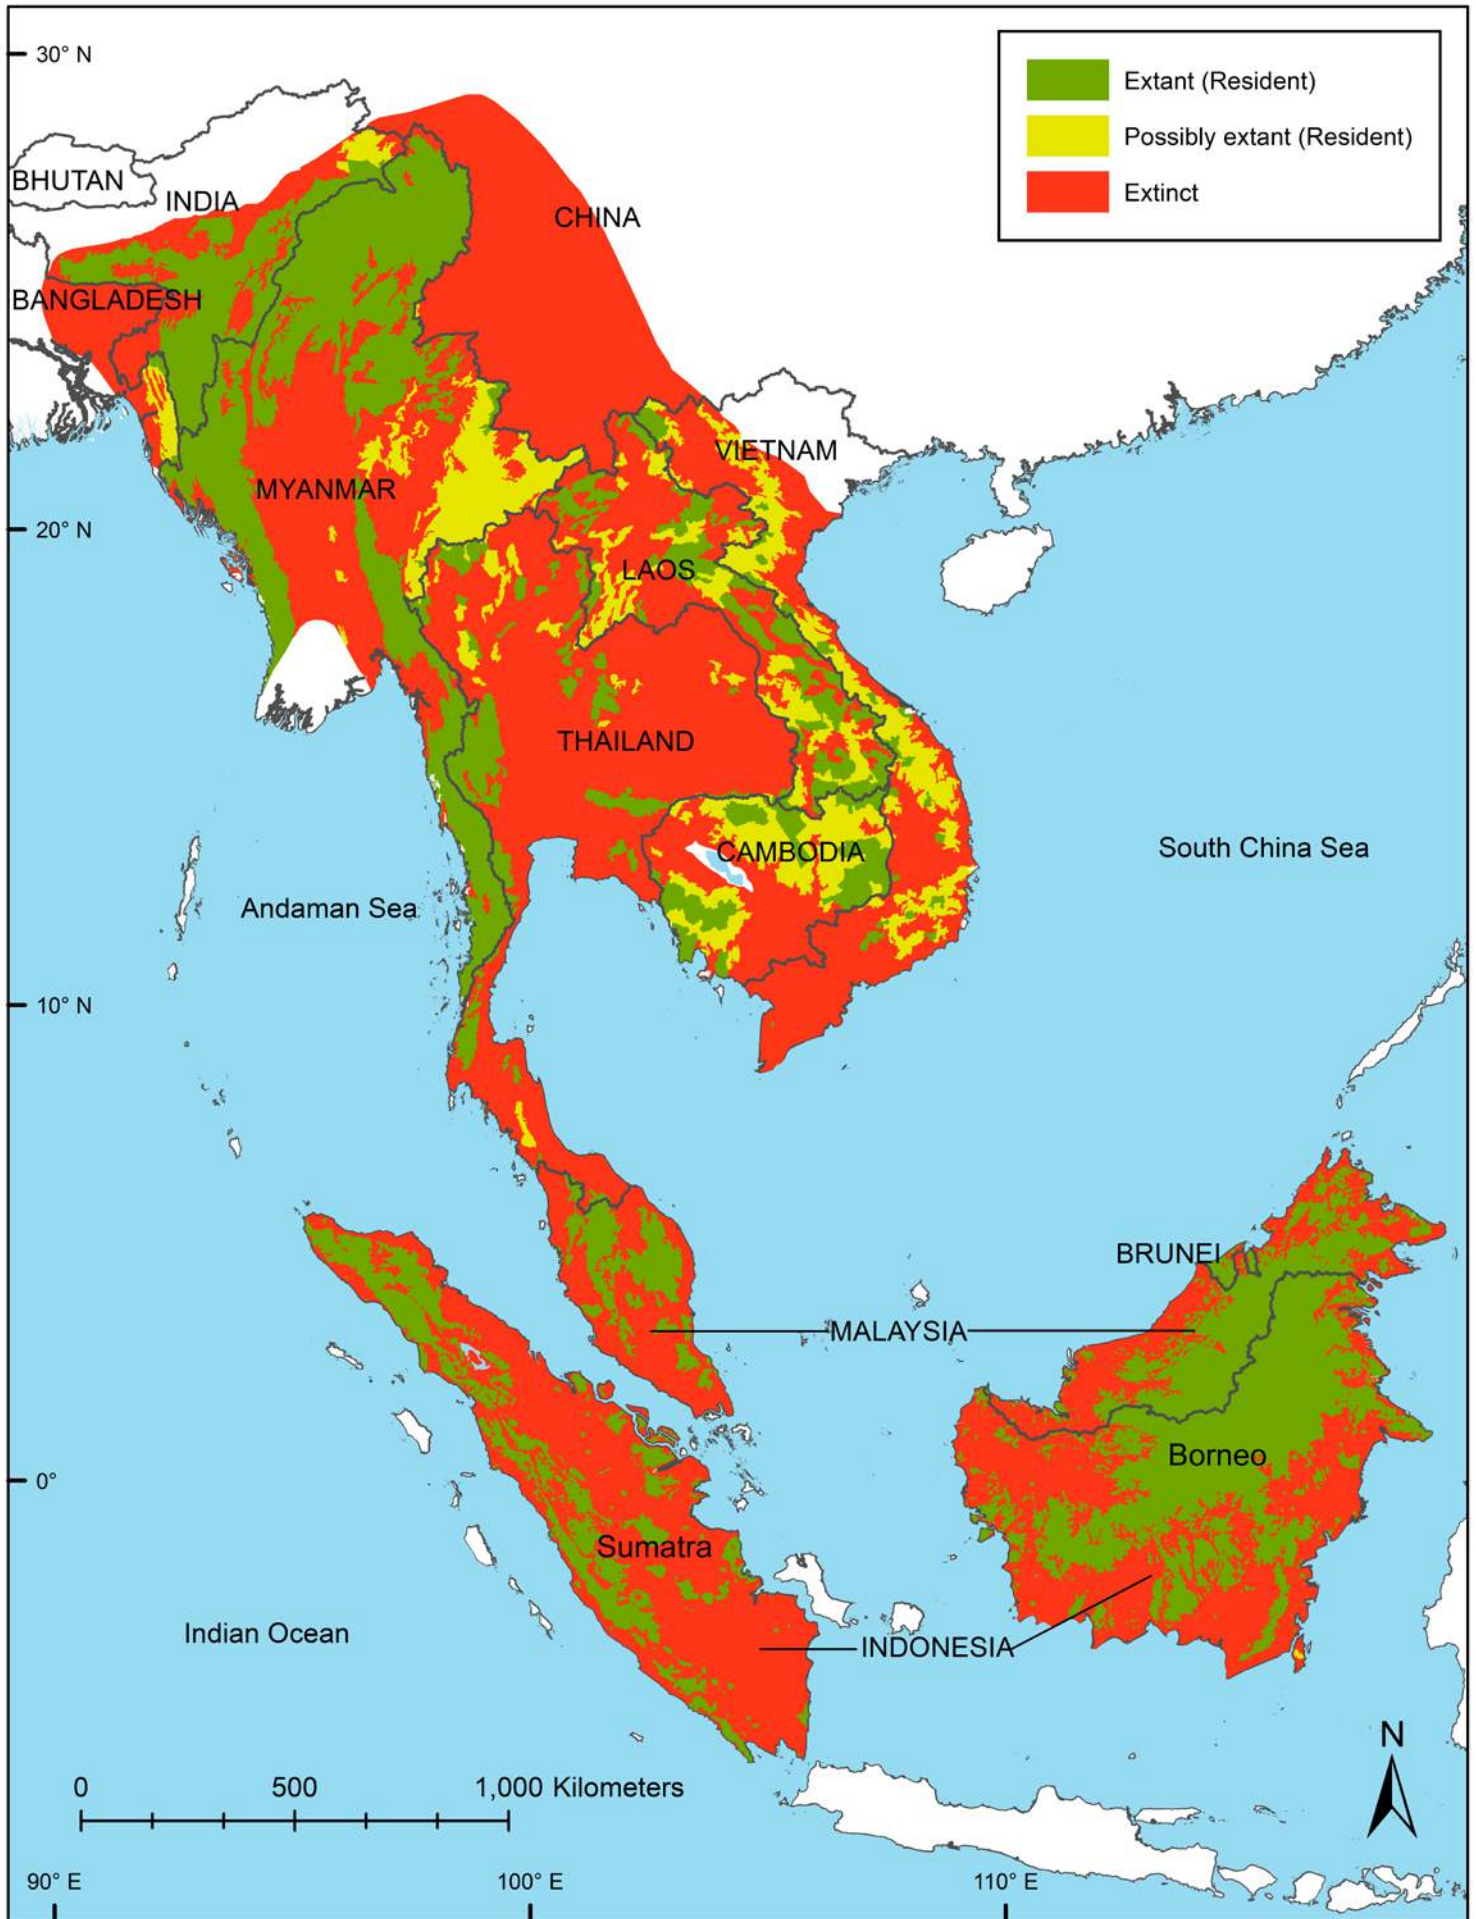 30° N
Extant (Resident)
Possibly extant (Resident)
Extinct
BHUTAN
INDIA
CHINA
BANGLADESH
VIETNAM
MYANMAR
20° N
LAOS
THAILAND
CAMBODIA
South China Sea
Andaman Sea
10° N
BRUNEI
MALAYSIA
Borneo
0°
Sumatra
Indian Ocean
INDONESIA
N
0 500 1,000 Kilometers
90° E 100° E 110° E